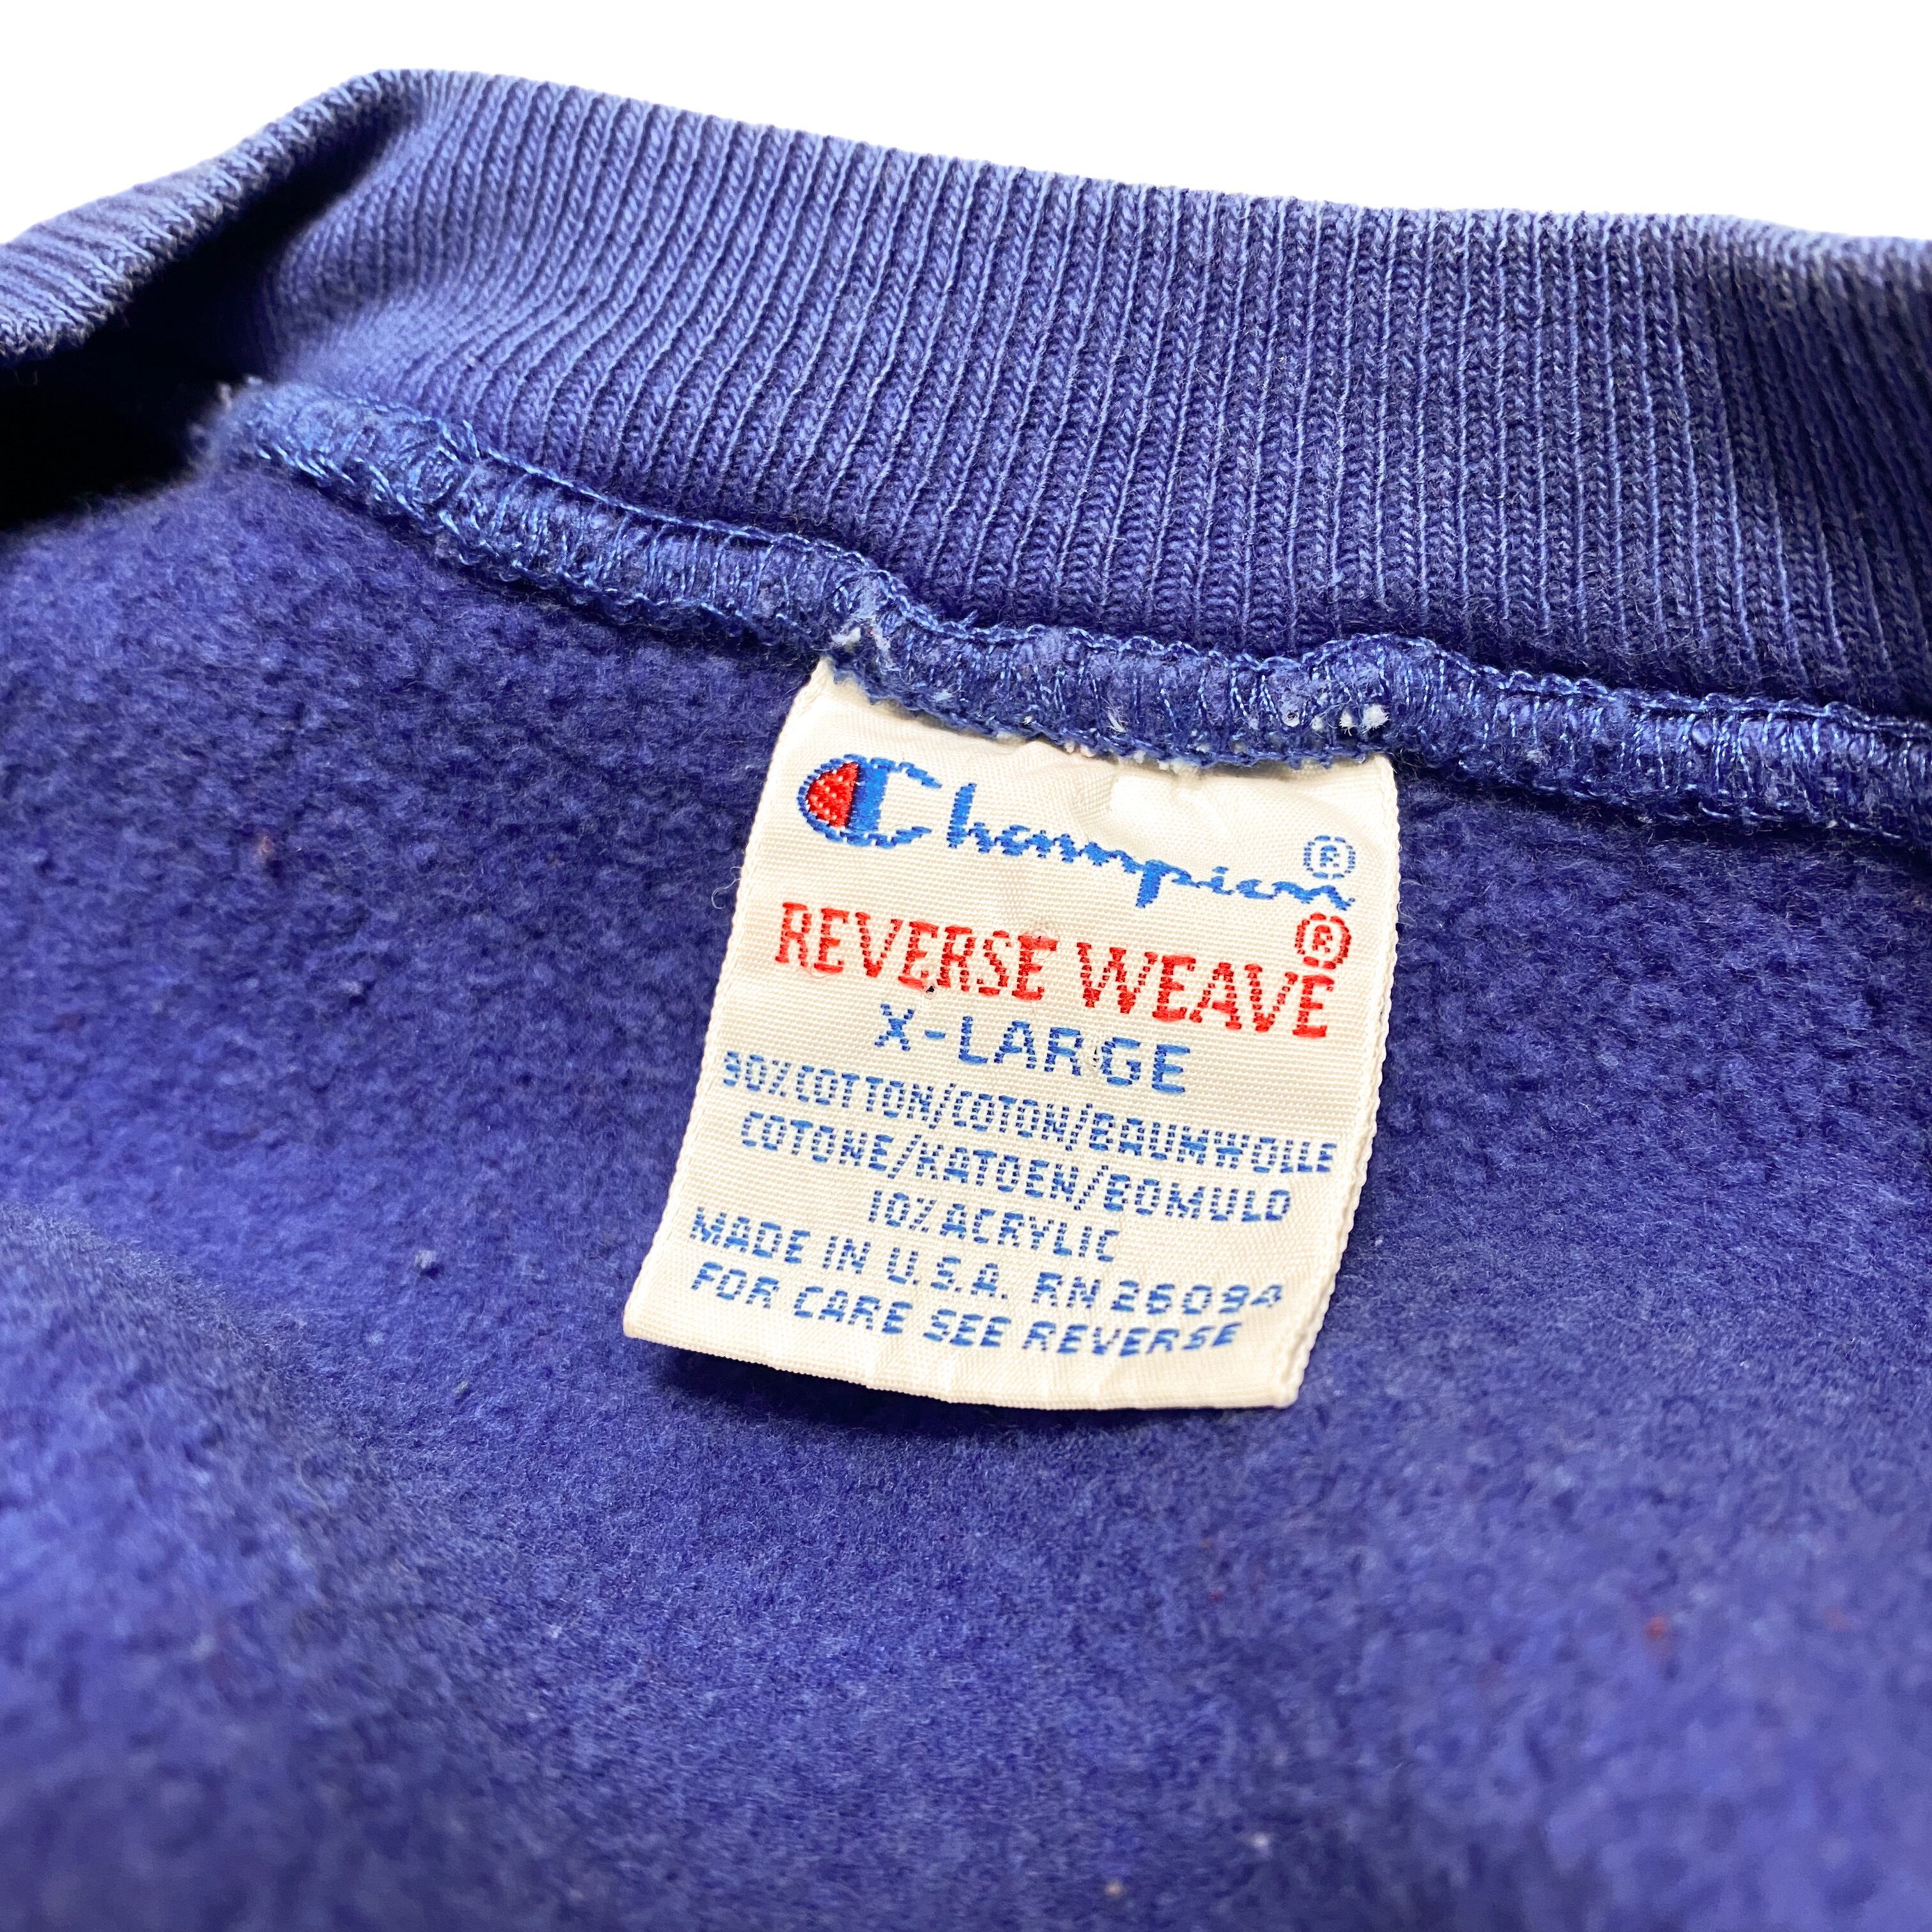 Champion®
REVERSE WEAVE®
X-LARGE
90%COTTON/COTON/BAUMWOLLE
COTONE/KATOEN/BOMULD
10%ACRYLIC
MADE IN U.S.A. RN 26094
FOR CARE SEE REVERSE